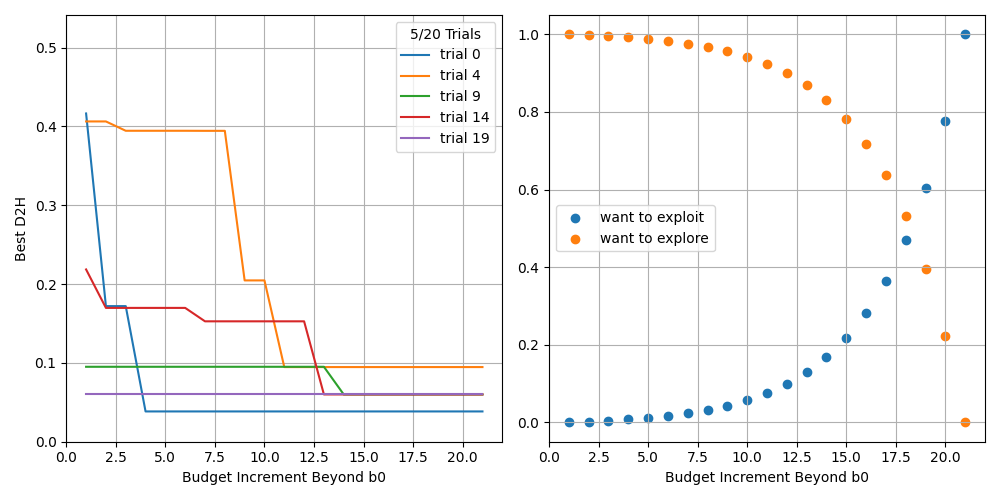 5/20 Trials
trial 0
trial 4
trial 9
trial 14
trial 19
Best D2H
0.5
0.4
0.3
0.2
0.1
0.0
0.0 2.5 5.0 7.5 10.0 12.5 15.0 17.5 20.0
Budget Increment Beyond b0
1.0
0.8
0.6
0.4
0.2
0.0
want to exploit
want to explore
0.0 2.5 5.0 7.5 10.0 12.5 15.0 17.5 20.0
Budget Increment Beyond b0